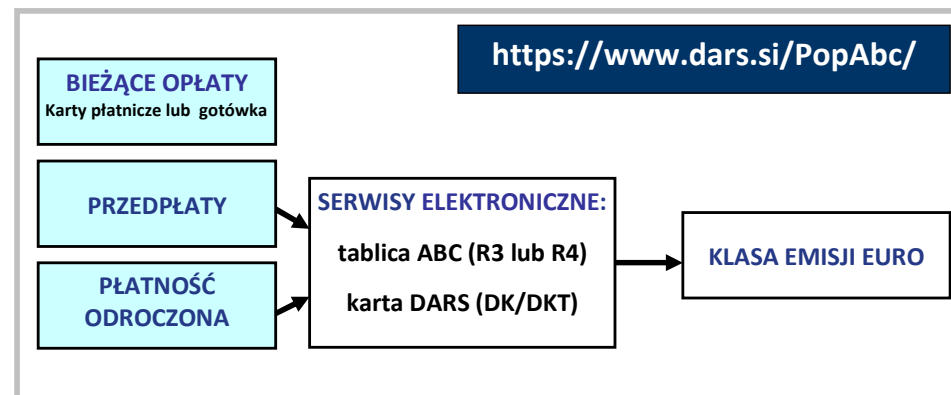 https://www.dars.si/PopAbc/
BIEŻĄCE OPŁATY
Karty płatnicze lub gotówka
PRZEDPŁATY
PŁATNOŚĆ
ODROCZONA
SERWISY ELEKTRONICZNE:
tablica ABC (R3 lub R4)
karta DARS (DK/DKT)
KLASA EMISJI EURO